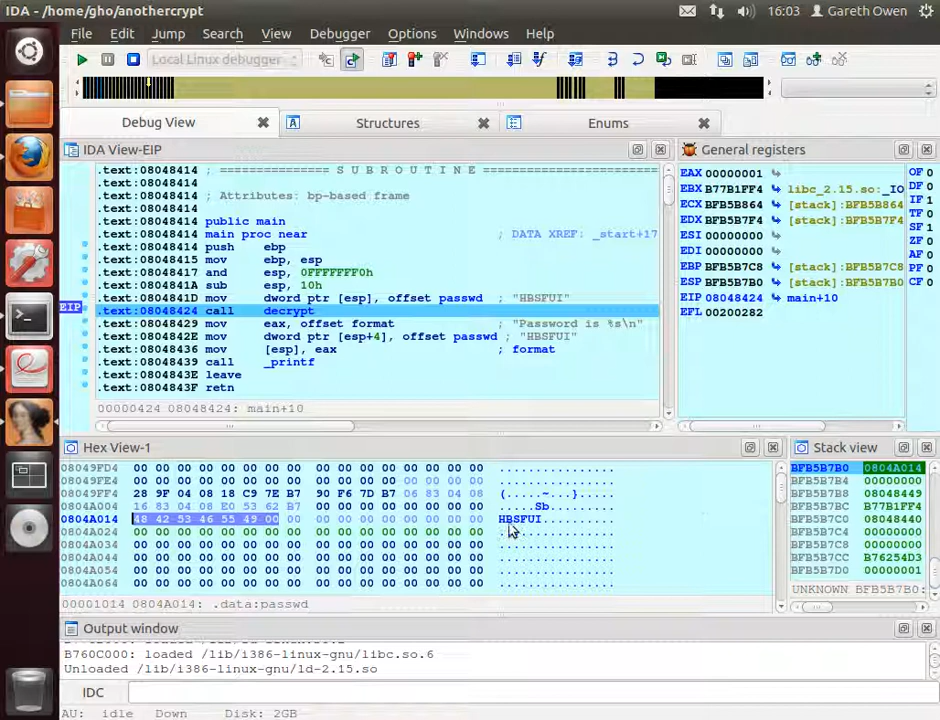 IDA - /home/gho/anothercrypt
16:03 Gareth Owen
File Edit Jump Search View Debugger Options Windows Help
Local Linux debugger
Debug View Structures Enums
IDA View-EIP
.text:08048414 ; ============== S U B R O U T I N E =======================
.text:08048414
.text:08048414 ; Attributes: bp-based frame
.text:08048414
.text:08048414 public main
.text:08048414 main proc near ; DATA XREF: _start+17
.text:08048414 push ebp
.text:08048415 mov ebp, esp
.text:08048417 and esp, 0FFFFFFF0h
.text:0804841A sub esp, 10h
.text:0804841D mov dword ptr [esp], offset passwd ; "HBSFUI"
EIP .text:08048424 call decrypt
.text:08048429 mov eax, offset format ; "Password is %s\n"
.text:0804842E mov dword ptr [esp+4], offset passwd ; "HBSFUI"
.text:08048436 mov [esp], eax ; format
.text:08048439 call _printf
.text:0804843E leave
.text:0804843F retn
00000424 08048424: main+10
General registers
EAX 00000001
EBX B77B1FF4 libc_2.15.so:_IO
ECX BFB5B864 [stack]:BFB5B864
EDX BFB5B7F4 [stack]:BFB5B7F4
ESI 00000000
EDI 00000000
EBP BFB5B7C8 [stack]:BFB5B7C8
ESP BFB5B7B0 [stack]:BFB5B7B0
EIP 08048424 main+10
EFL 00200282
OF 0
DF 0
IF 1
TF 0
SF 1
ZF 0
AF 0
PF 0
CF 0
Hex View-1
08049FD4 00 00 00 00 00 00 00 00 00 00 00 00 00 00 00 00 ................
08049FE4 00 00 00 00 00 00 00 00 00 00 00 00 00 00 00 00 ................
08049FF4 28 9F 04 08 18 C9 7E B7 90 F6 7D B7 06 83 04 08 (.....~...}.....
0804A004 16 83 04 08 E0 53 62 B7 00 00 00 00 00 00 00 00 .....Sb.........
0804A014 48 42 53 46 55 49 00 00 00 00 00 00 00 00 00 00 HBSFUI..........
0804A024 00 00 00 00 00 00 00 00 00 00 00 00 00 00 00 00 ................
0804A034 00 00 00 00 00 00 00 00 00 00 00 00 00 00 00 00 ................
0804A044 00 00 00 00 00 00 00 00 00 00 00 00 00 00 00 00 ................
0804A054 00 00 00 00 00 00 00 00 00 00 00 00 00 00 00 00 ................
0804A064 00 00 00 00 00 00 00 00 00 00 00 00 00 00 00 00 ................
00001014 0804A014: .data:passwd
Stack view
BFB5B7B0 0804A014
BFB5B7B4 00000000
BFB5B7B8 08048449
BFB5B7BC B77B1FF4
BFB5B7C0 08048440
BFB5B7C4 00000000
BFB5B7C8 00000000
BFB5B7CC B76254D3
BFB5B7D0 00000001
UNKNOWN BFB5B7B0:
Output window
B760C000: loaded /lib/i386-linux-gnu/libc.so.6
Unloaded /lib/i386-linux-gnu/ld-2.15.so
IDC
AU: idle Down Disk: 2GB